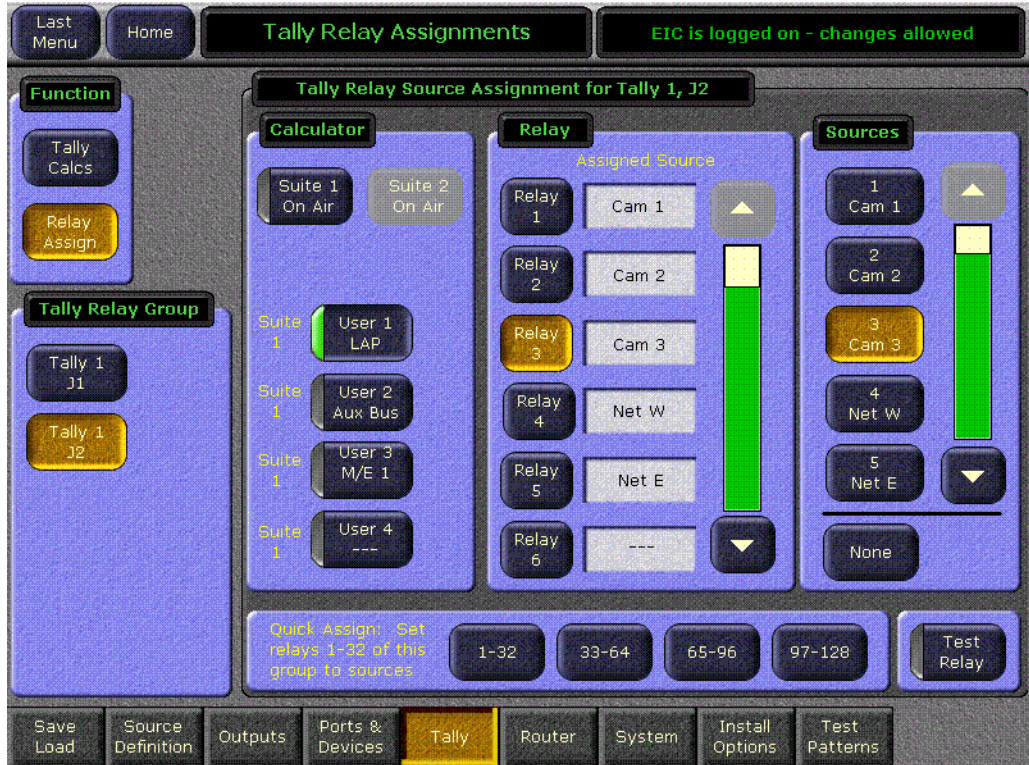 Last
Menu
Home
Tally Relay Assignments
EIC is logged on - changes allowed
Function
Tally
Calcs
Relay
Assign
Tally Relay Group
Tally 1
J1
Tally 1
J2
Tally Relay Source Assignment for Tally 1, J2
Calculator
Suite 1
On Air
Suite 2
On Air
Suite
1
User 1
LAP
Suite
1
User 2
Aux Bus
Suite
1
User 3
M/E 1
Suite
1
User 4
---
Relay
Assigned Source
Relay
1
Cam 1
Relay
2
Cam 2
Relay
3
Cam 3
Relay
4
Net W
Relay
5
Net E
Relay
6
---
Sources
1
Cam 1
2
Cam 2
3
Cam 3
4
Net W
5
Net E
None
Quick Assign: Set
relays 1-32 of this
group to sources
1-32
33-64
65-96
97-128
Test
Relay
Save
Load
Source
Definition
Outputs
Ports &
Devices
Tally
Router
System
Install
Options
Test
Patterns